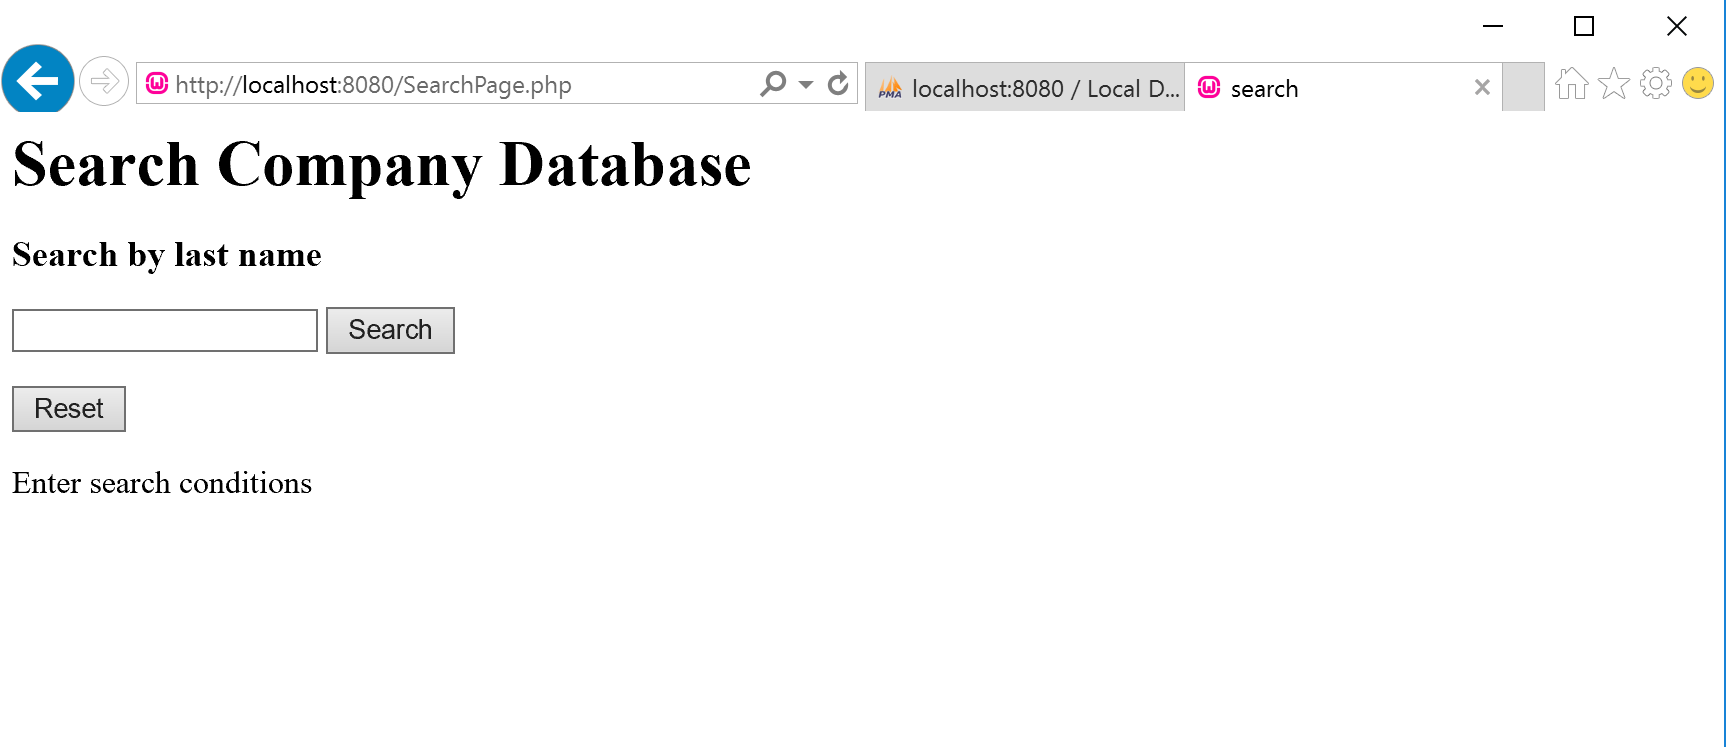 http://localhost:8080/SearchPage.php
PMA localhost:8080 / Local D...
search
Search Company Database
Search by last name
Search
Reset
Enter search conditions